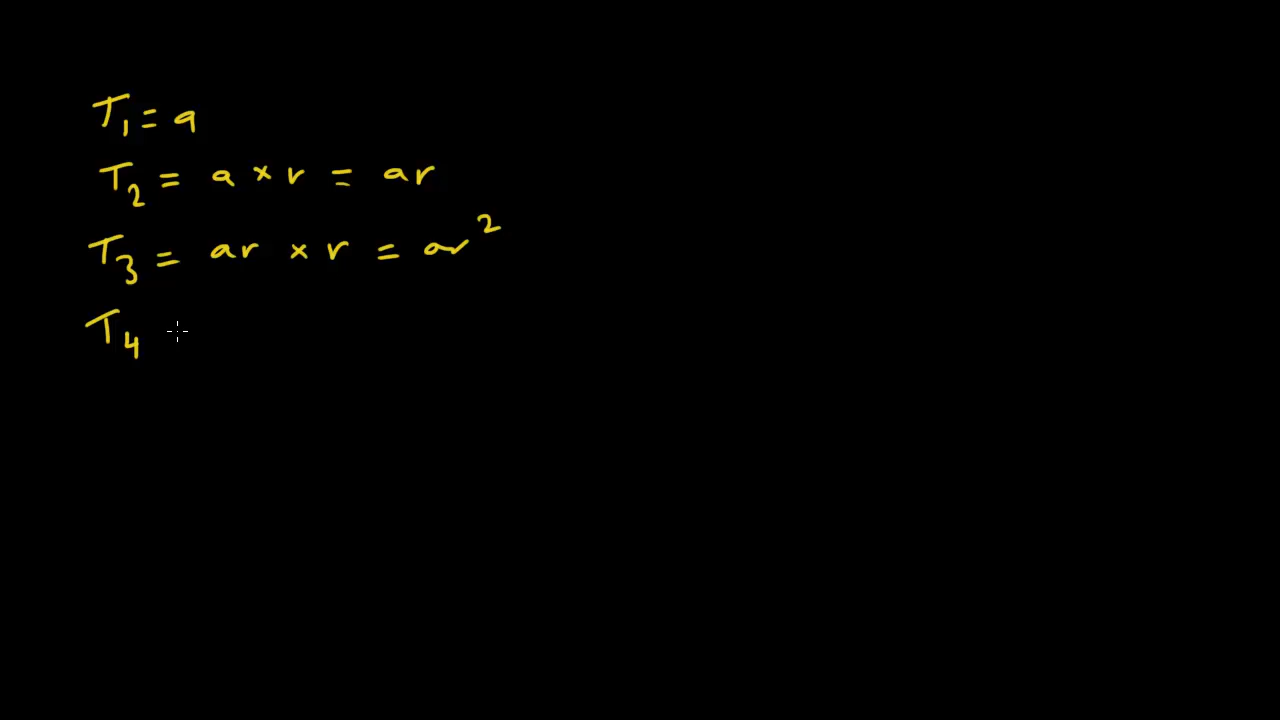 T₁ = a
T₂ = a × r = ar
T₃ = ar × r = ar²
T₄